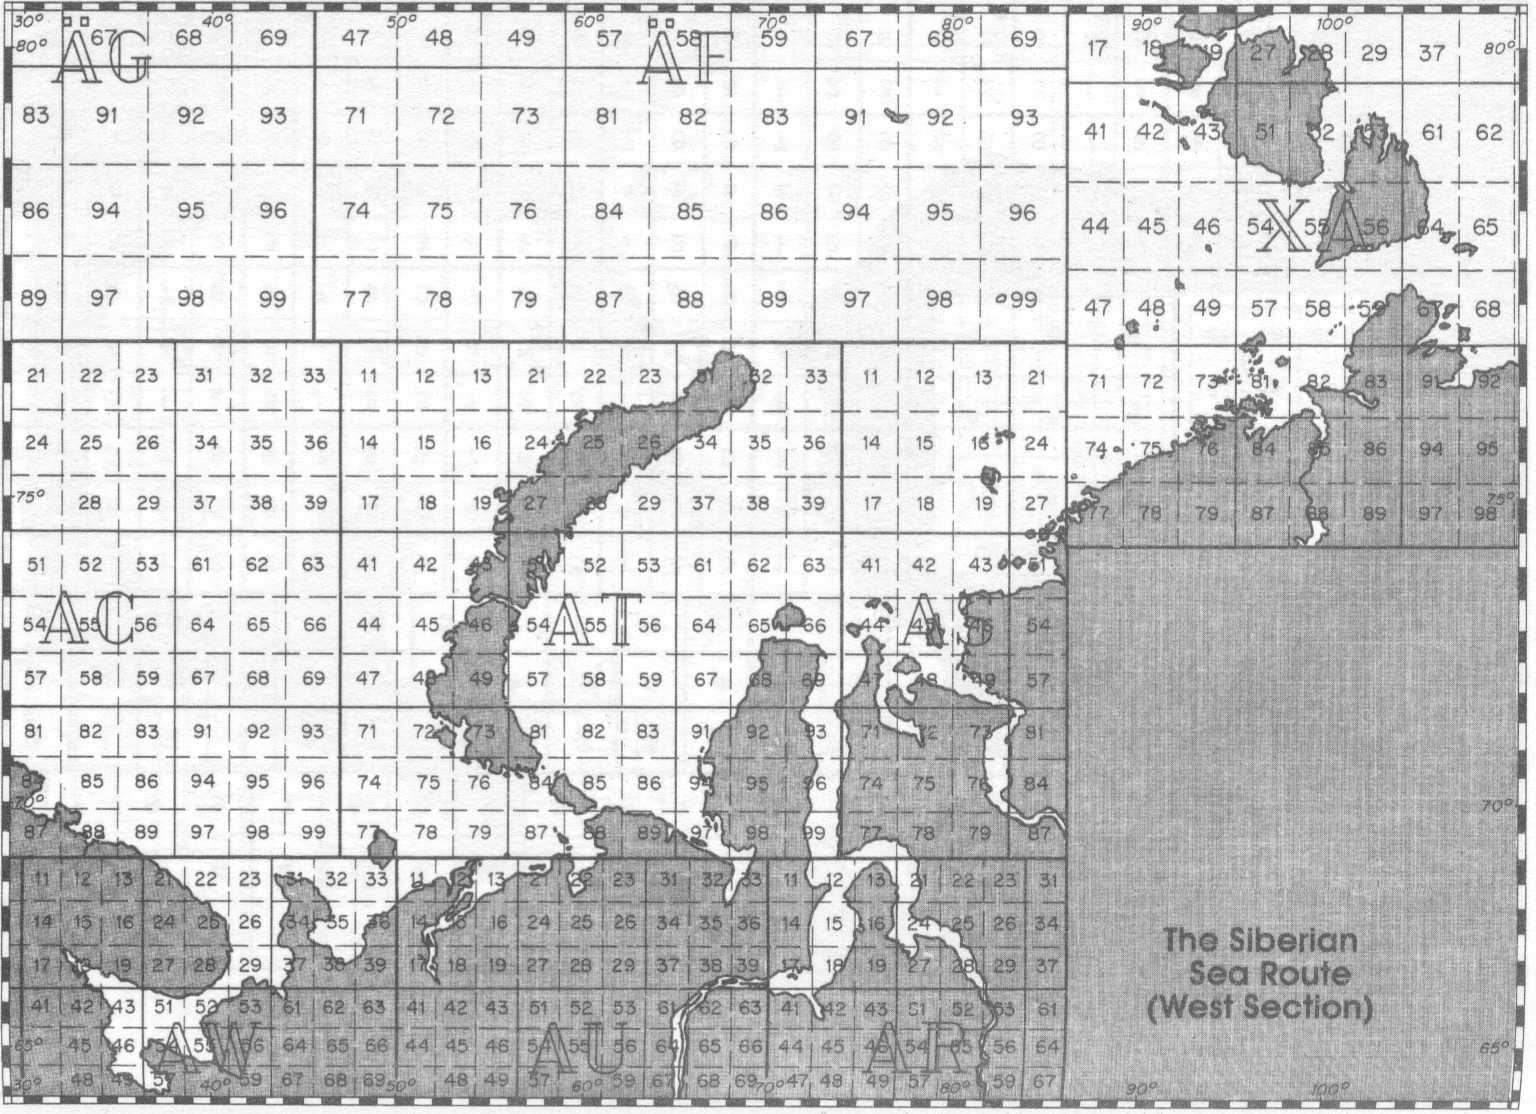 30° 40° 50° 60° 70° 80° 90° 100°
AG AF
80° 67 68 69 47 48 49 57 58 59 67 68 69 17 18 19 27 28 29 37 80°
83 91 92 93 71 72 73 81 82 83 91 92 93 41 42 43 51 52 53 61 62
86 94 95 96 74 75 76 84 85 86 94 95 96 44 45 46 54 55 56 64 65
XA
89 97 98 99 77 78 79 87 88 89 97 98 99 47 48 49 57 58 59 67 68
21 22 23 31 32 33 11 12 13 21 22 23 31 32 33 11 12 13 21 71 72 73 81 82 83 91 92
24 25 26 34 35 36 14 15 16 24 25 26 34 35 36 14 15 16 24 74 75 76 84 85 86 94 95
75° 28 29 37 38 39 17 18 19 27 28 29 37 38 39 17 18 19 27 77 78 79 87 88 89 97 98 75°
51 52 53 61 62 63 41 42 43 51 52 53 61 62 63 41 42 43 51
AC AT AS
54 55 56 64 65 66 44 45 46 54 55 56 64 65 66 44 45 46 54
57 58 59 67 68 69 47 48 49 57 58 59 67 68 69 47 48 49 57
81 82 83 91 92 93 71 72 73 81 82 83 91 92 93 71 72 73 81
84 85 86 94 95 96 74 75 76 84 85 86 94 95 96 74 75 76 84
70° 70°
87 88 89 97 98 99 77 78 79 87 88 89 97 98 99 77 78 79 87
11 12 13 21 22 23 31 32 33 11 12 13 21 22 23 31 32 33 11 12 13 21 22 23 31
14 15 16 24 25 26 34 35 36 14 15 16 24 25 26 34 35 36 14 15 16 24 25 26 34
17 18 19 27 28 29 37 38 39 17 18 19 27 28 29 37 38 39 17 18 19 27 28 29 37
41 42 43 51 52 53 61 62 63 41 42 43 51 52 53 61 62 63 41 42 43 51 52 53 61
AW AU AR
65° 45 46 54 55 56 64 65 66 44 45 46 54 55 56 64 65 66 44 45 46 54 55 56 64 65°
48 49 57 59 67 68 69 48 49 57 59 67 68 69 47 48 49 57 59 67
30° 40° 50° 60° 70° 80° 90° 100°
The Siberian
Sea Route
(West Section)